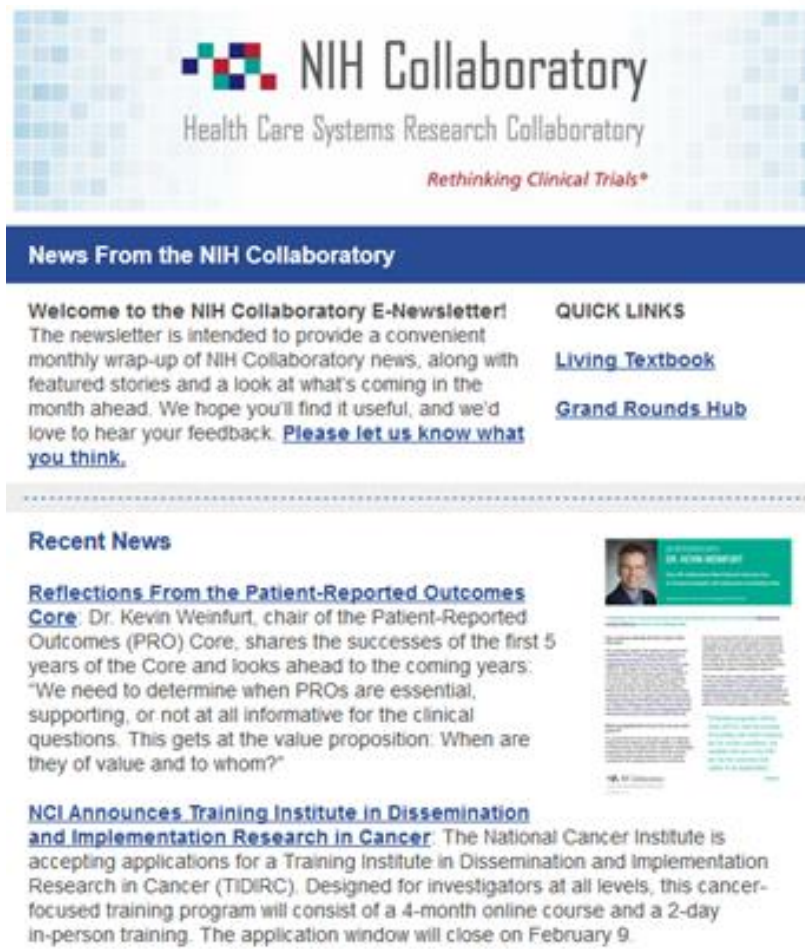 NIH Collaboratory
Health Care Systems Research Collaboratory
Rethinking Clinical Trials®
News From the NIH Collaboratory
Welcome to the NIH Collaboratory E-Newsletter!
The newsletter is intended to provide a convenient
monthly wrap-up of NIH Collaboratory news, along with
featured stories and a look at what's coming in the
month ahead. We hope you'll find it useful, and we'd
love to hear your feedback. Please let us know what
you think.
QUICK LINKS
Living Textbook
Grand Rounds Hub
Recent News
Reflections From the Patient-Reported Outcomes
Core: Dr. Kevin Weinfurt, chair of the Patient-Reported
Outcomes (PRO) Core, shares the successes of the first 5
years of the Core and looks ahead to the coming years:
"We need to determine when PROs are essential,
supporting, or not at all informative for the clinical
questions. This gets at the value proposition: When are
they of value and to whom?"
DR. KEVIN WEINFURT
NCI Announces Training Institute in Dissemination
and Implementation Research in Cancer: The National Cancer Institute is
accepting applications for a Training Institute in Dissemination and Implementation
Research in Cancer (TIDIRC). Designed for investigators at all levels, this cancer-
focused training program will consist of a 4-month online course and a 2-day
in-person training. The application window will close on February 9.